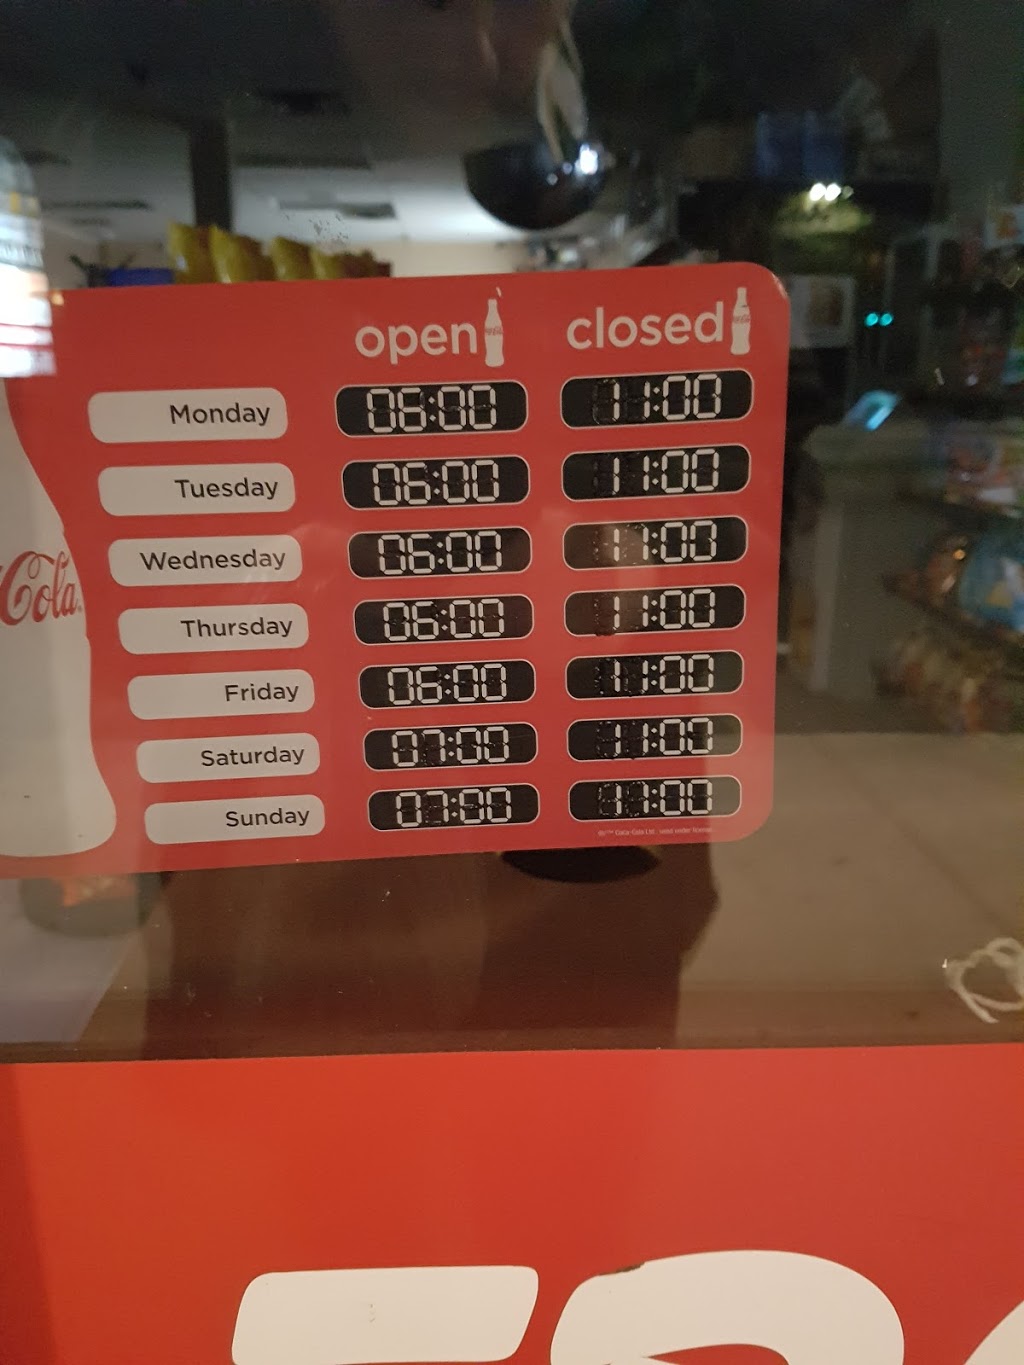 open closed
Monday 06:00 11:00
Tuesday 06:00 11:00
Wednesday 06:00 11:00
Thursday 06:00 11:00
Friday 06:00 11:00
Saturday 07:00 11:00
Sunday 07:00 :00
Cola